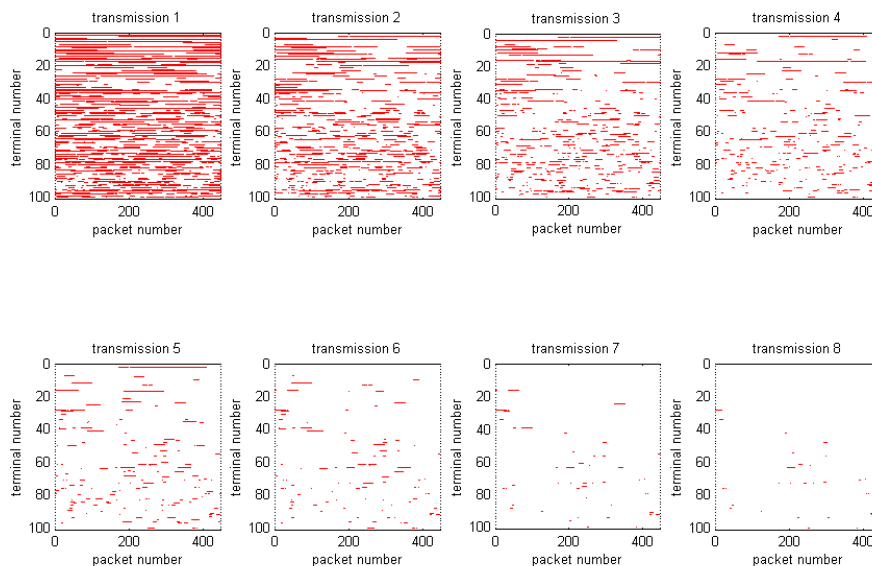 transmission 1
0
20
40
60
80
100
terminal number
0 200 400
packet number
transmission 2
0
20
40
60
80
100
terminal number
0 200 400
packet number
transmission 3
0
20
40
60
80
100
terminal number
0 200 400
packet number
transmission 4
0
20
40
60
80
100
terminal number
0 200 400
packet number
transmission 5
0
20
40
60
80
100
terminal number
0 200 400
packet number
transmission 6
0
20
40
60
80
100
terminal number
0 200 400
packet number
transmission 7
0
20
40
60
80
100
terminal number
0 200 400
packet number
transmission 8
0
20
40
60
80
100
terminal number
0 200 400
packet number